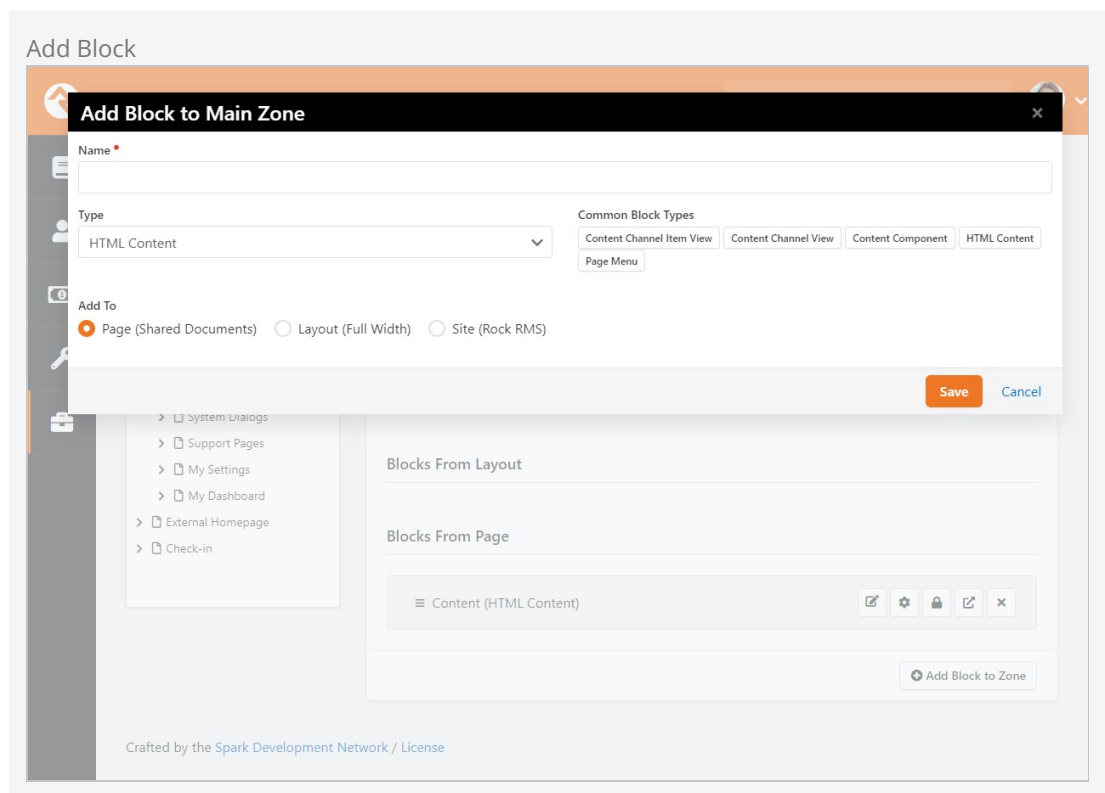 Add Block
Add Block to Main Zone
Name
Type
HTML Content
Common Block Types
Content Channel Item View Content Channel View Content Component HTML Content
Page Menu
Add To
Page (Shared Documents) Layout (Full Width) Site (Rock RMS)
Save Cancel
System Dialogs
Support Pages
My Settings
My Dashboard
External Homepage
Check-in
Blocks From Layout
Blocks From Page
Content (HTML Content)
Add Block to Zone
Crafted by the Spark Development Network / License